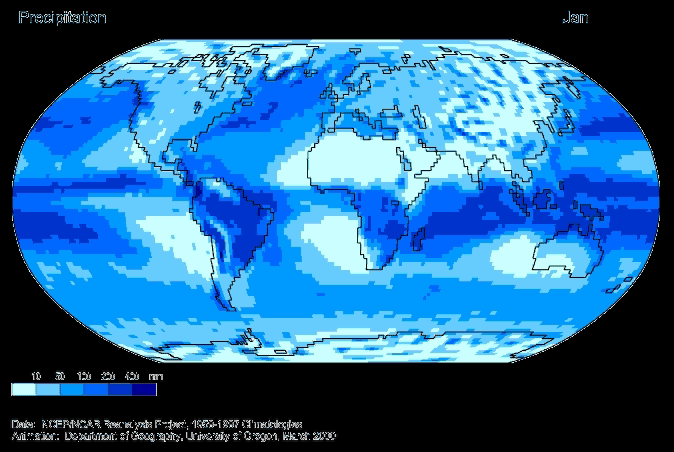 Precipitation
Jan
10 50 100 200 400 mm
Data: NCEP/NCAR Reanalysis Project, 1959-1997 Climatologies
Animation: Department of Geography, University of Oregon, March 2000